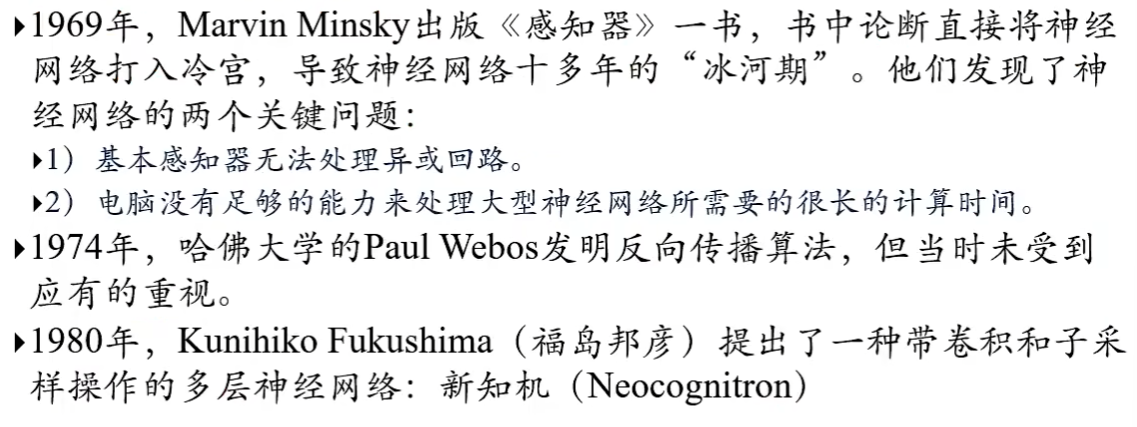 ▶1969年，Marvin Minsky出版《感知器》一书，书中论断直接将神经
网络打入冷宫，导致神经网络十多年的“冰河期”。他们发现了神
经网络的两个关键问题：
▶1）基本感知器无法处理异或回路。
▶2）电脑没有足够的能力来处理大型神经网络所需要的很长的计算时间。
▶1974年，哈佛大学的Paul Webos发明反向传播算法，但当时未受到
应有的重视。
▶1980年，Kunihiko Fukushima（福岛邦彦）提出了一种带卷积和子采
样操作的多层神经网络：新知机（Neocognitron）